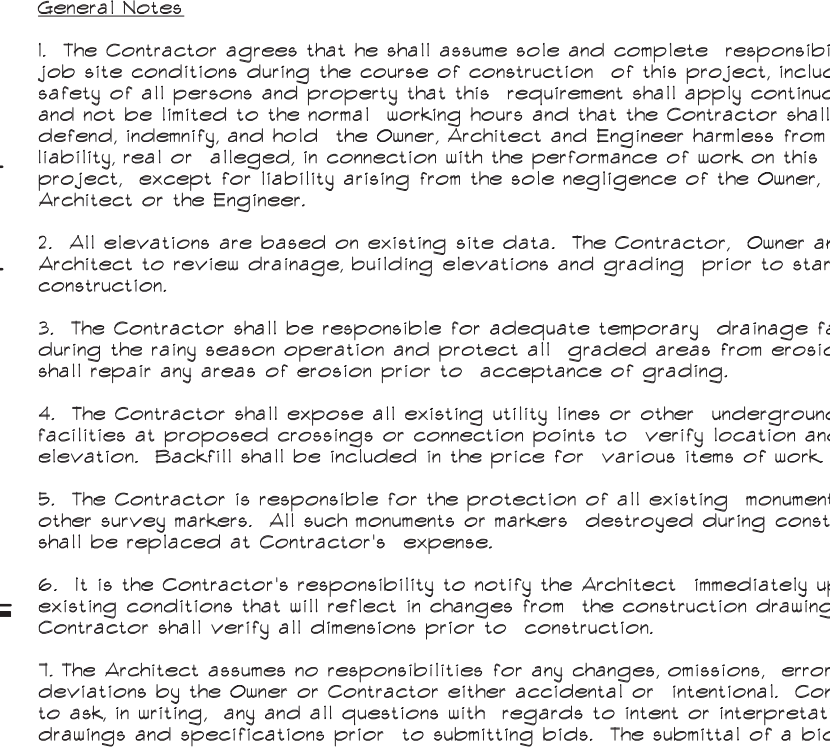 General Notes
1. The Contractor agrees that he shall assume sole and complete responsibi
job site conditions during the course of construction of this project, includ
safety of all persons and property that this requirement shall apply continuo
and not be limited to the normal working hours and that the Contractor shall
defend, indemnify, and hold the Owner, Architect and Engineer harmless from
liability, real or alleged, in connection with the performance of work on this
project, except for liability arising from the sole negligence of the Owner,
Architect or the Engineer.
2. All elevations are based on existing site data. The Contractor, Owner an
Architect to review drainage, building elevations and grading prior to star
construction.
3. The Contractor shall be responsible for adequate temporary drainage fa
during the rainy season operation and protect all graded areas from erosio
shall repair any areas of erosion prior to acceptance of grading.
4. The Contractor shall expose all existing utility lines or other underground
facilities at proposed crossings or connection points to verify location and
elevation. Backfill shall be included in the price for various items of work.
5. The Contractor is responsible for the protection of all existing monument
other survey markers. All such monuments or markers destroyed during const
shall be replaced at Contractor's expense.
6. It is the Contractor's responsibility to notify the Architect immediately up
existing conditions that will reflect in changes from the construction drawing
Contractor shall verify all dimensions prior to construction.
7. The Architect assumes no responsibilities for any changes, omissions, error
deviations by the Owner or Contractor either accidental or intentional. Con
to ask, in writing, any and all questions with regards to intent or interpretat
drawings and specifications prior to submitting bids. The submittal of a bid